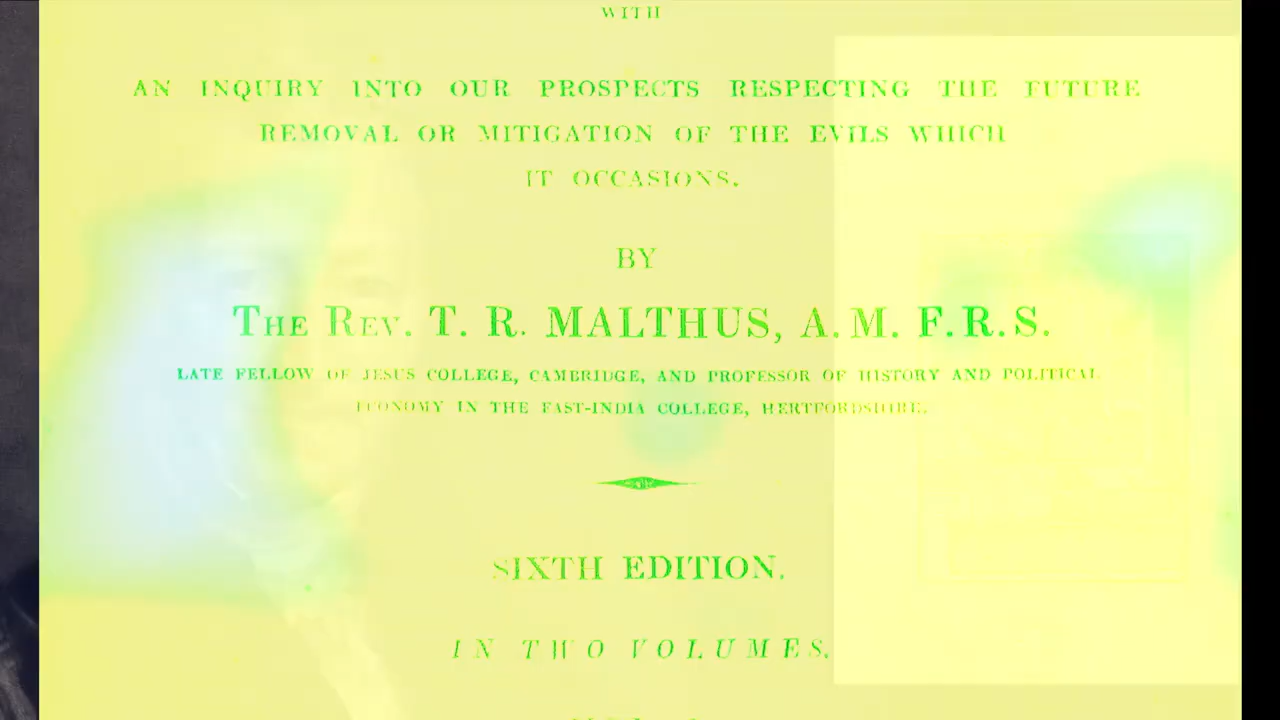 WITH
AN INQUIRY INTO OUR PROSPECTS RESPECTING THE FUTURE
REMOVAL OR MITIGATION OF THE EVILS WHICH
IT OCCASIONS.
BY
THE REV. T. R. MALTHUS, A.M. F.R.S.
LATE FELLOW OF JESUS COLLEGE, CAMBRIDGE, AND PROFESSOR OF HISTORY AND POLITICAL
ECONOMY IN THE EAST-INDIA COLLEGE, HERTFORDSHIRE.
SIXTH EDITION.
IN TWO VOLUMES.